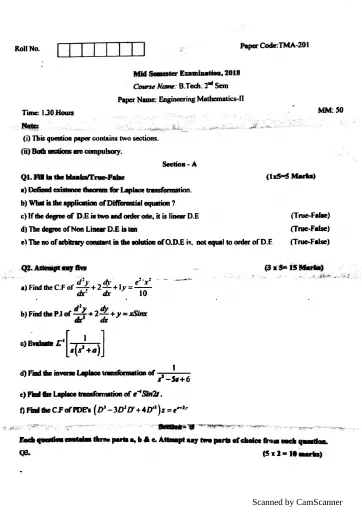 Roll No.
Paper Code:TMA-201
Mid Semester Examination, 2018
Course Name: B.Tech. 2nd Sem
Paper Name: Engineering Mathematics-II
Time: 1.30 Hours
MM: 50
Note:
(i) This question paper contains two sections.
(ii) Both sections are compulsory.
Section - A
Q1. Fill in the blanks/True-False (1x5=5 Marks)
a) Defined existence theorem for Laplace transformation.
b) What is the application of Differential equation ?
c) If the degree of D.E is two and order one, it is linear D.E (True-False)
d) The degree of Non Linear D.E is ten (True-False)
e) The no of arbitrary constant in the solution of O.D.E is, not equal to order of D.E (True-False)
Q2. Attempt any five (3 x 5= 15 Marks)
a) Find the C.F of d²y/dx² + 2 dy/dx + 1y = e²x²/10
b) Find the P.I of d²y/dx² + 2 dy/dx + y = xSinx
c) Evaluate L⁻¹[1/s(s²+a)]
d) Find the inverse Laplace transformation of 1/s²-5s+6
e) Find the Laplace transformation of e⁻ᵗSin2t .
f) Find the C.F of PDE's (D³ - 3D²D' + 4D'³) z =
Section - B
Each question contains three parts a, b & c. Attempt any two parts of choice from each question.
Q3. (5 x 2 = 10 marks)
Scanned by CamScanner